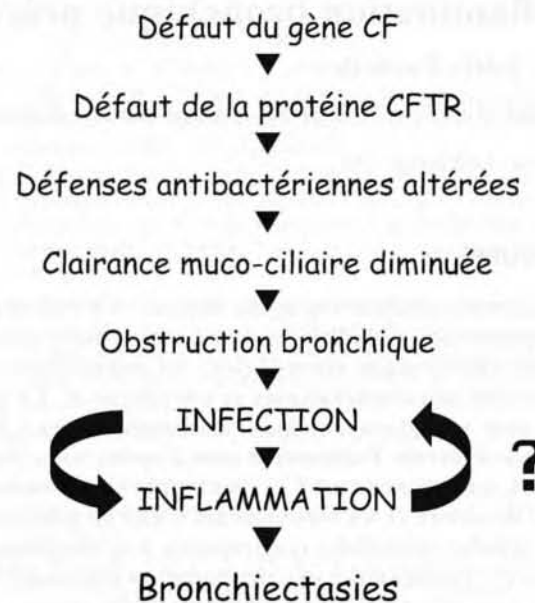 Défaut du gène CF
Défaut de la protéine CFTR
Défenses antibactériennes altérées
Clairance muco-ciliaire diminuée
Obstruction bronchique
INFECTION
?
INFLAMMATION
Bronchiectasies